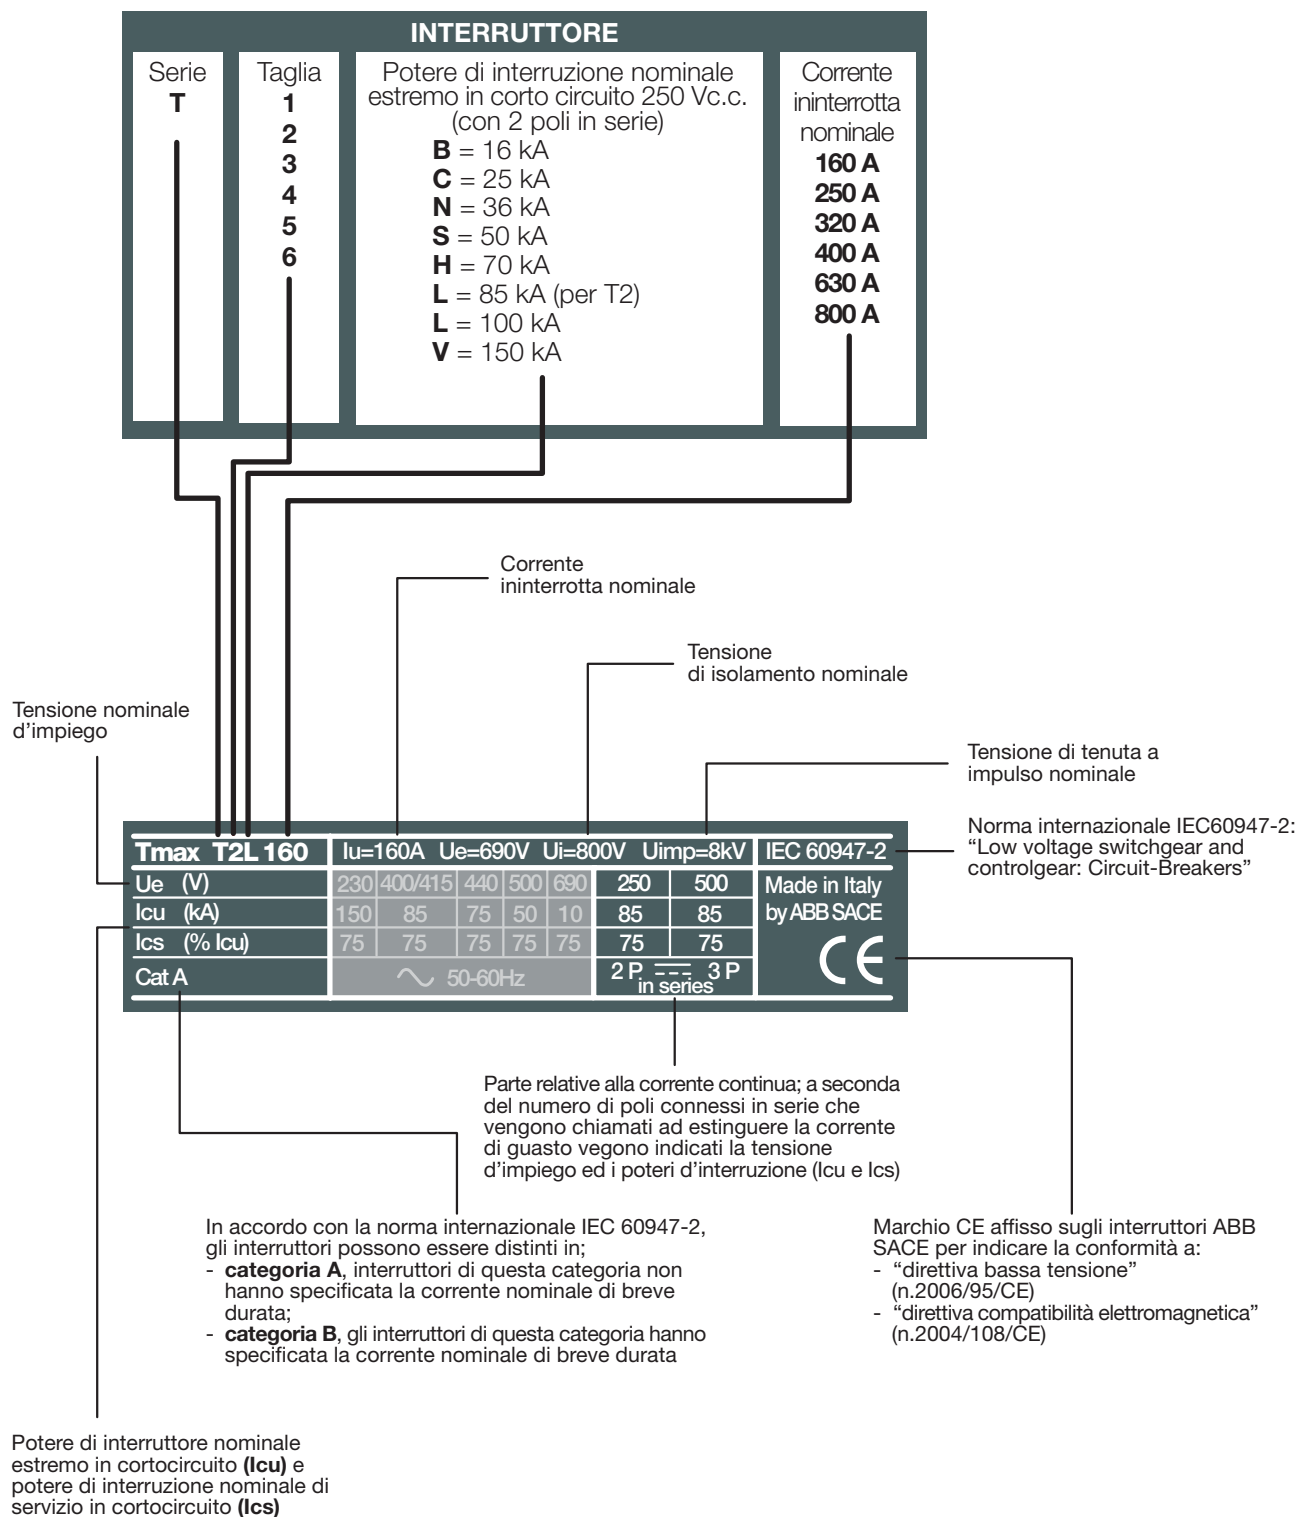 INTERRUTTORE
Serie
T
Taglia
1
2
3
4
5
6
Potere di interruzione nominale
estremo in corto circuito 250 Vc.c.
(con 2 poli in serie)
B = 16 kA
C = 25 kA
N = 36 kA
S = 50 kA
H = 70 kA
L = 85 kA (per T2)
L = 100 kA
V = 150 kA
Corrente
ininterrotta
nominale
160 A
250 A
320 A
400 A
630 A
800 A
Corrente
ininterrotta nominale
Tensione
di isolamento nominale
Tensione nominale
d’impiego
Tensione di tenuta a
impulso nominale
Norma internazionale IEC60947-2:
“Low voltage switchgear and
controlgear: Circuit-Breakers”
Tmax T2L 160 Iu=160A Ue=690V Ui=800V Uimp=8kV IEC 60947-2
Ue (V) 230 400/415 440 500 690 250 500 Made in Italy
Icu (kA) 150 85 75 50 10 85 85 by ABB SACE
Ics (% Icu) 75 75 75 75 75 75 75 CE
Cat A 50-60Hz 2 P 3 P
in series
Parte relative alla corrente continua; a seconda
del numero di poli connessi in serie che
vengono chiamati ad estinguere la corrente
di guasto vegono indicati la tensione
d’impiego ed i poteri d’interruzione (Icu e Ics)
In accordo con la norma internazionale IEC 60947-2,
gli interruttori possono essere distinti in;
- categoria A, interruttori di questa categoria non
hanno specificata la corrente nominale di breve
durata;
- categoria B, gli interruttori di questa categoria hanno
specificata la corrente nominale di breve durata
Marchio CE affisso sugli interruttori ABB
SACE per indicare la conformità a:
- “direttiva bassa tensione”
(n.2006/95/CE)
- “direttiva compatibilità elettromagnetica”
(n.2004/108/CE)
Potere di interruttore nominale
estremo in cortocircuito (Icu) e
potere di interruzione nominale di
servizio in cortocircuito (Ics)